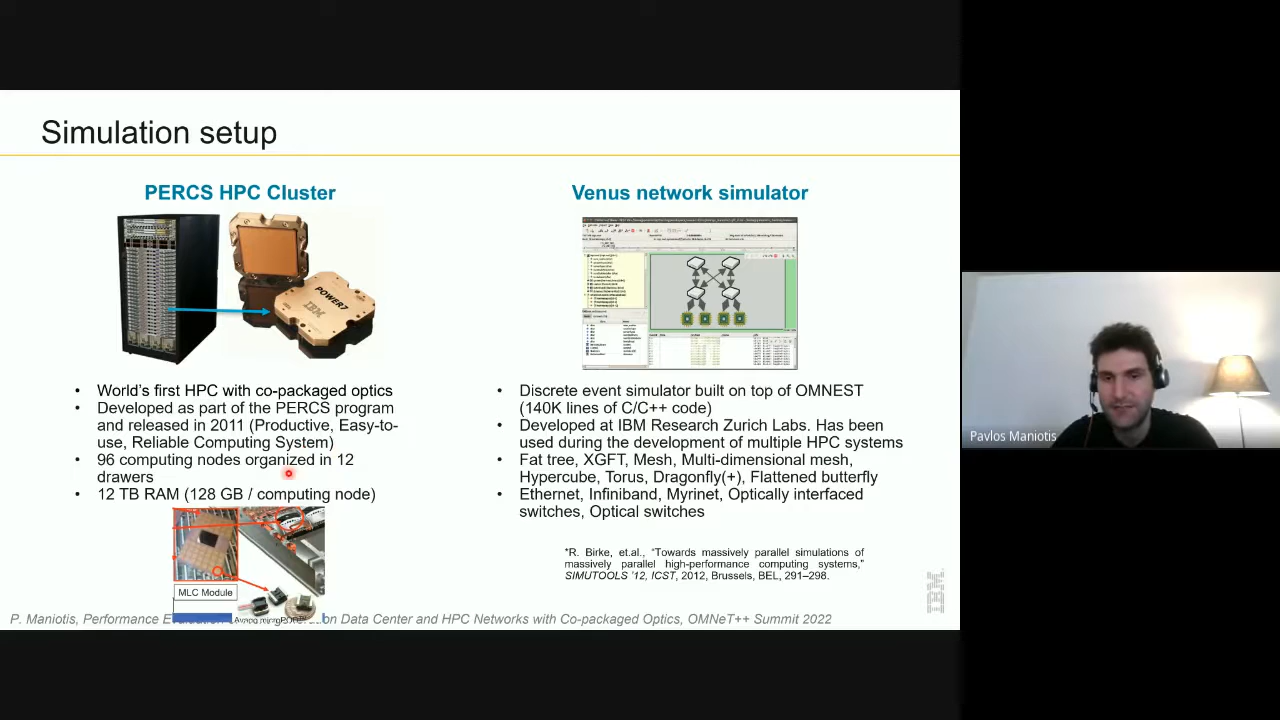 Simulation setup
PERCS HPC Cluster
POWER7
IBM
• World's first HPC with co-packaged optics
• Developed as part of the PERCS program
and released in 2011 (Productive, Easy-to-
use, Reliable Computing System)
• 96 computing nodes organized in 12
drawers
• 12 TB RAM (128 GB / computing node)
MLC Module
Venus network simulator
• Discrete event simulator built on top of OMNEST
(140K lines of C/C++ code)
• Developed at IBM Research Zurich Labs. Has been
used during the development of multiple HPC systems
• Fat tree, XGFT, Mesh, Multi-dimensional mesh,
Hypercube, Torus, Dragonfly(+), Flattened butterfly
• Ethernet, Infiniband, Myrinet, Optically interfaced
switches, Optical switches
*R. Birke, et.al., "Towards massively parallel simulations of
massively parallel high-performance computing systems,"
SIMUTOOLS '12, ICST, 2012, Brussels, BEL, 291–298.
IBM
P. Maniotis, Performance Data Center and HPC Networks with Co-packaged Optics, OMNeT++ Summit 2022
Pavlos Maniotis